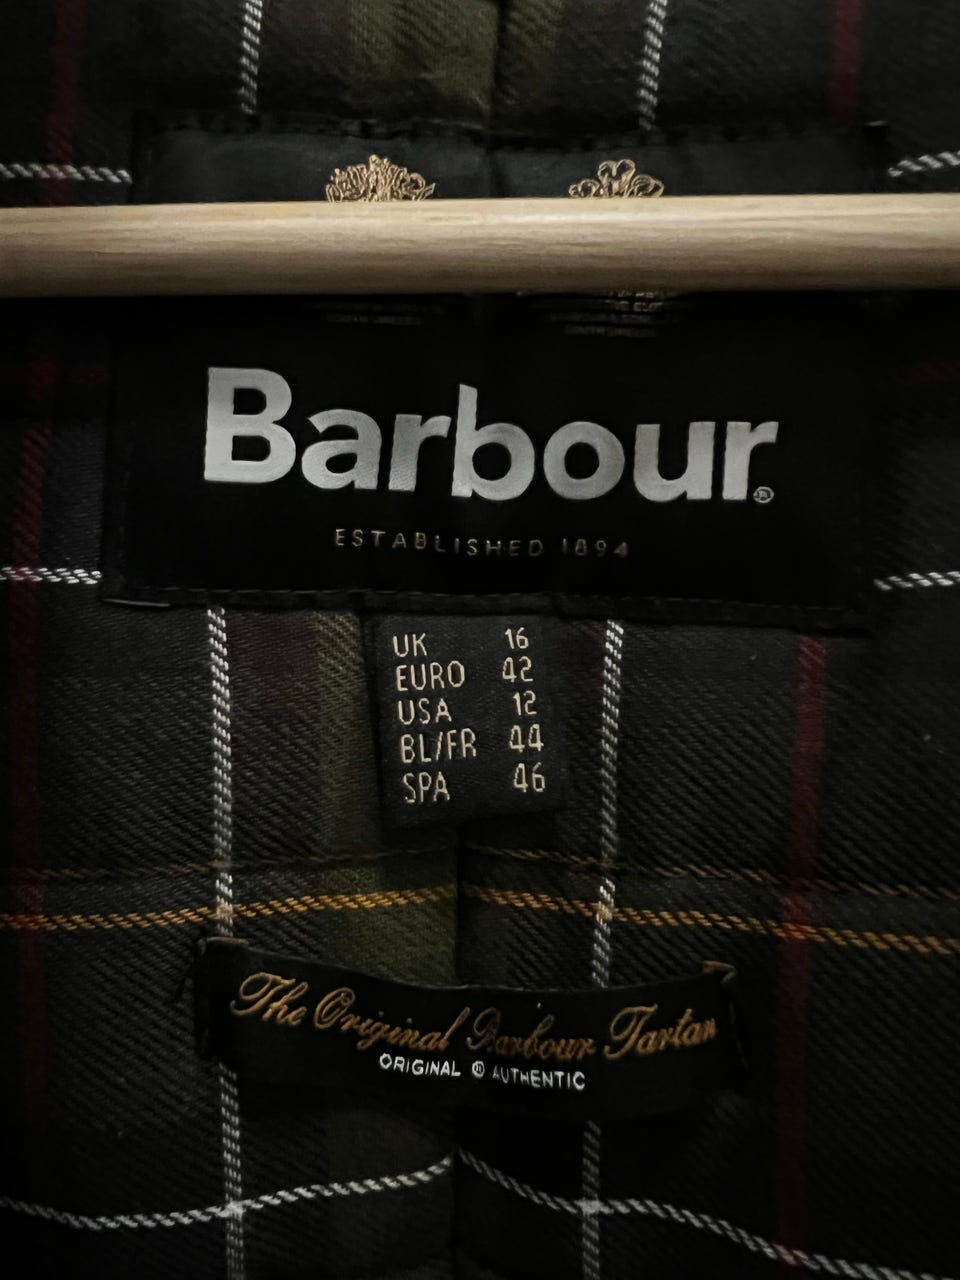 Barbour®
ESTABLISHED 1894
UK 16
EURO 42
USA 12
BL/FR 44
SPA 46
The Original Barbour Tartan
ORIGINAL AUTHENTIC